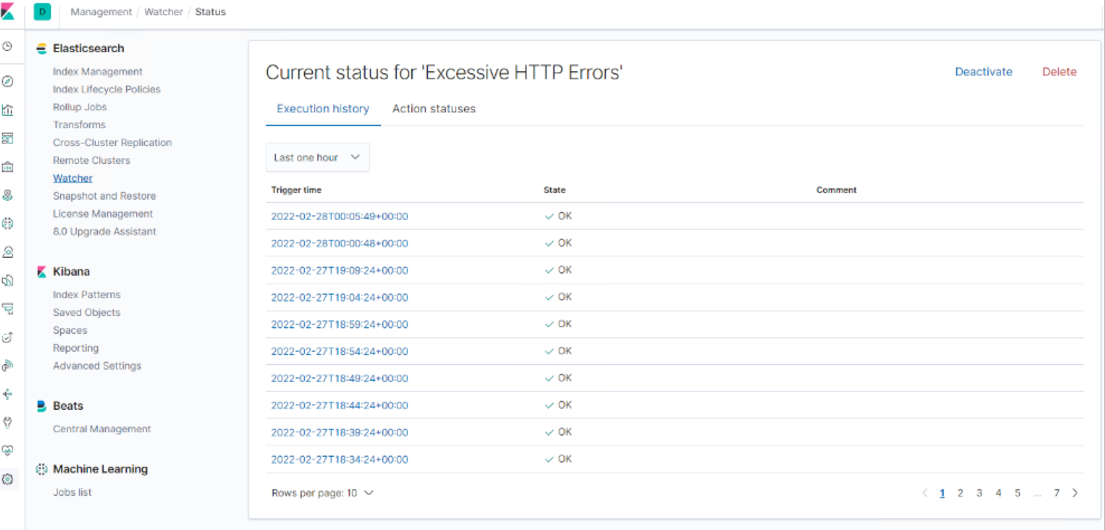 D Management / Watcher / Status
Elasticsearch
Index Management
Index Lifecycle Policies
Rollup Jobs
Transforms
Cross-Cluster Replication
Remote Clusters
Watcher
Snapshot and Restore
License Management
8.0 Upgrade Assistant
Kibana
Index Patterns
Saved Objects
Spaces
Reporting
Advanced Settings
Beats
Central Management
Machine Learning
Jobs list
Current status for 'Excessive HTTP Errors'
Deactivate Delete
Execution history Action statuses
Last one hour
Trigger time State Comment
2022-02-28T00:05:49+00:00 OK
2022-02-28T00:00:48+00:00 OK
2022-02-27T19:09:24+00:00 OK
2022-02-27T19:04:24+00:00 OK
2022-02-27T18:59:24+00:00 OK
2022-02-27T18:54:24+00:00 OK
2022-02-27T18:49:24+00:00 OK
2022-02-27T18:44:24+00:00 OK
2022-02-27T18:39:24+00:00 OK
2022-02-27T18:34:24+00:00 OK
Rows per page: 10 < 1 2 3 4 5 ... 7 >